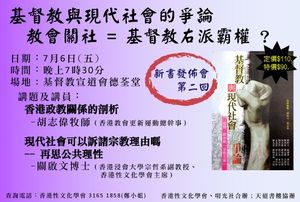 基督教與現代社會的爭論
教會關社 = 基督教右派霸權 ?
日期：7月6日(五)
時間：晚上7時30分
場地：基督教宣道會德荃堂
講題及講員：
香港政教關係的剖析
-胡志偉牧師 (香港教會更新運動總幹事)
現代社會可以訴諸宗教理由嗎
-- 再思公共理性
-關啟文博士 (香港浸會大學宗哲系副教授、
香港性文化學會主席)
新書發佈會
第二回
定價$110.
特價$90.
基督教
與現代社會
的爭論
查詢電話：香港性文化學會 3165 1858(鄭小姐)
香港性文化學會、明光社合辦：天道書樓協辦